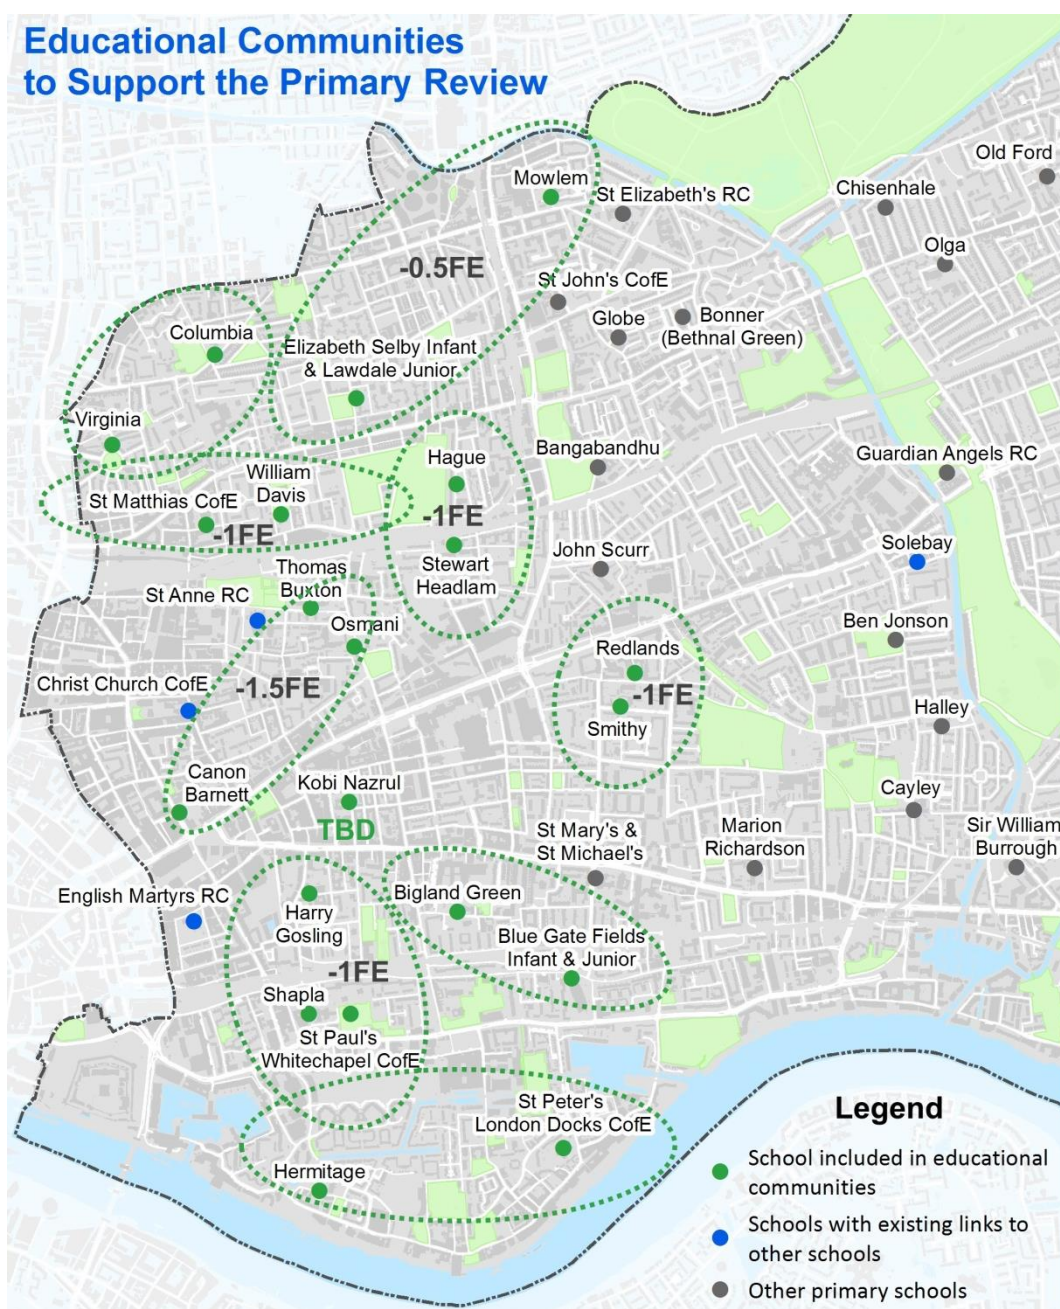 Educational Communities
to Support the Primary Review
Old Ford
Mowlem
Chisenhale
St Elizabeth's RC
Olga
-0.5FE
St John's CofE
Globe
Bonner
(Bethnal Green)
Columbia
Elizabeth Selby Infant
& Lawdale Junior
Virginia
Hague
Bangabandhu
Guardian Angels RC
William
Davis
St Matthias CofE
-1FE
-1FE
Stewart
Headlam
John Scurr
Solebay
Thomas
Buxton
St Anne RC
Osmani
Ben Jonson
Redlands
-1FE
Smithy
Christ Church CofE
-1.5FE
Halley
Canon
Barnett
Kobi Nazrul
TBD
Cayley
St Mary's &
St Michael's
Marion
Richardson
Sir William
Burrough
English Martyrs RC
Harry
Gosling
Bigland Green
Blue Gate Fields
Infant & Junior
-1FE
Shapla
St Paul's
Whitechapel CofE
St Peter's
London Docks CofE
Hermitage
Legend
School included in educational
communities
Schools with existing links to
other schools
Other primary schools